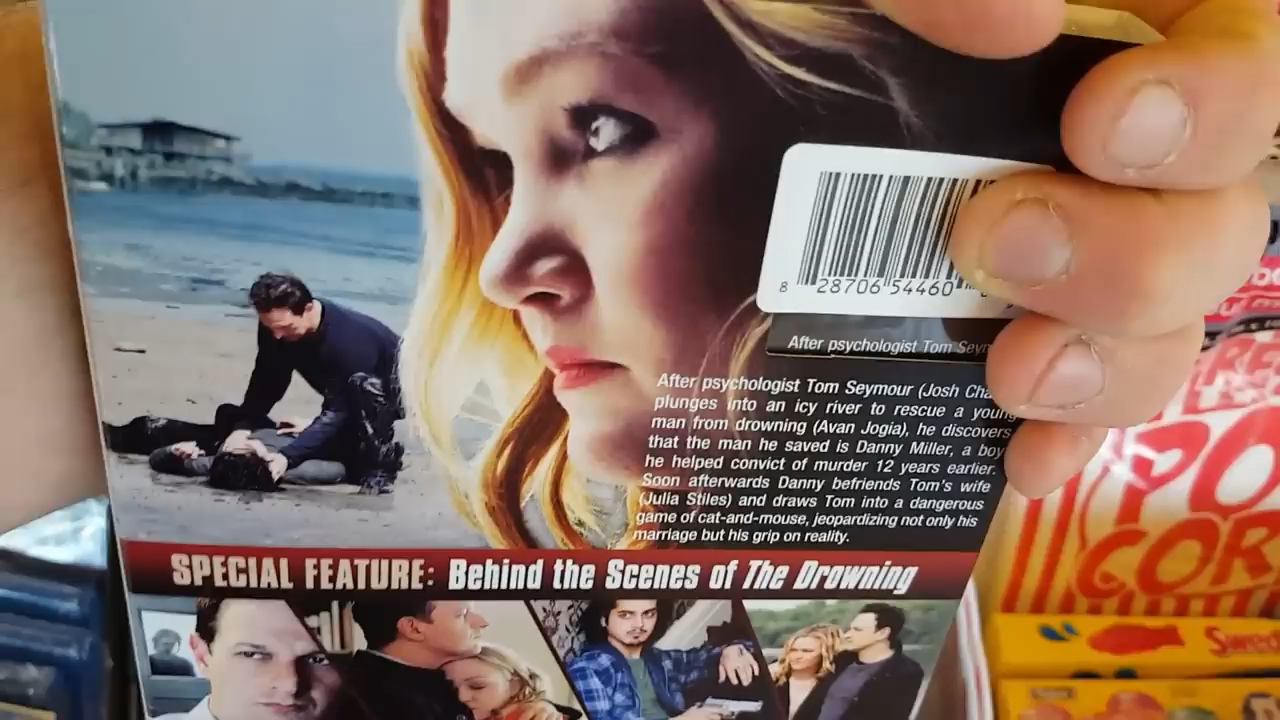 8 28706 54460
After psychologist Tom
After psychologist Tom Seymour (Josh
plunges into an icy river to rescue a young
man from drowning (Avan Jogia), he discovers
that the man he saved is Danny Miller, a boy
he helped convict of murder 12 years earlier.
Soon afterwards Danny befriends Tom's wife
(Julia Stiles) and draws Tom into a dangerous
game of cat-and-mouse, jeopardizing not only his
marriage but his grip on reality.
SPECIAL FEATURE: Behind the Scenes of The Drowning